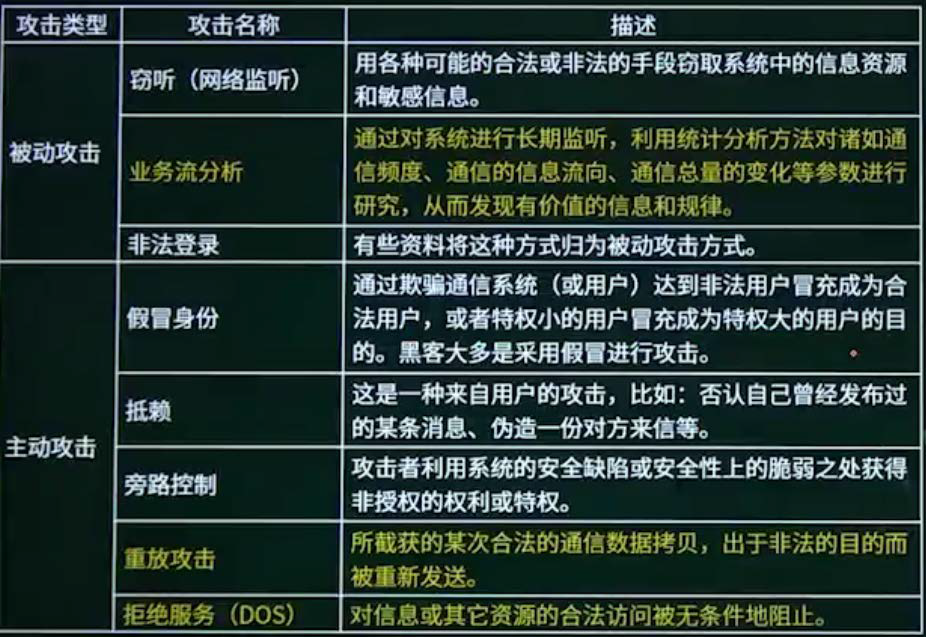 攻击类型 攻击名称 描述
被动攻击
窃听（网络监听）
用各种可能的合法或非法的手段窃取系统中的信息资源
和敏感信息。
业务流分析
通过对系统进行长期监听，利用统计分析方法对诸如通
信频度、通信的信息流向、通信总量的变化等参数进行
研究，从而发现有价值的信息和规律。
非法登录
有些资料将这种方式归为被动攻击方式。
主动攻击
假冒身份
通过欺骗通信系统（或用户）达到非法用户冒充成为合
法用户，或者特权小的用户冒充成为特权大的用户的目
的。黑客大多是采用假冒进行攻击。
抵赖
这是一种来自用户的攻击，比如：否认自己曾经发布过
的某条消息、伪造一份对方来信等。
旁路控制
攻击者利用系统的安全缺陷或安全性上的脆弱之处获得
非授权的权利或特权。
重放攻击
所截获的某次合法的通信数据拷贝，出于非法的目的而
被重新发送。
拒绝服务（DOS）
对信息或其它资源的合法访问被无条件地阻止。